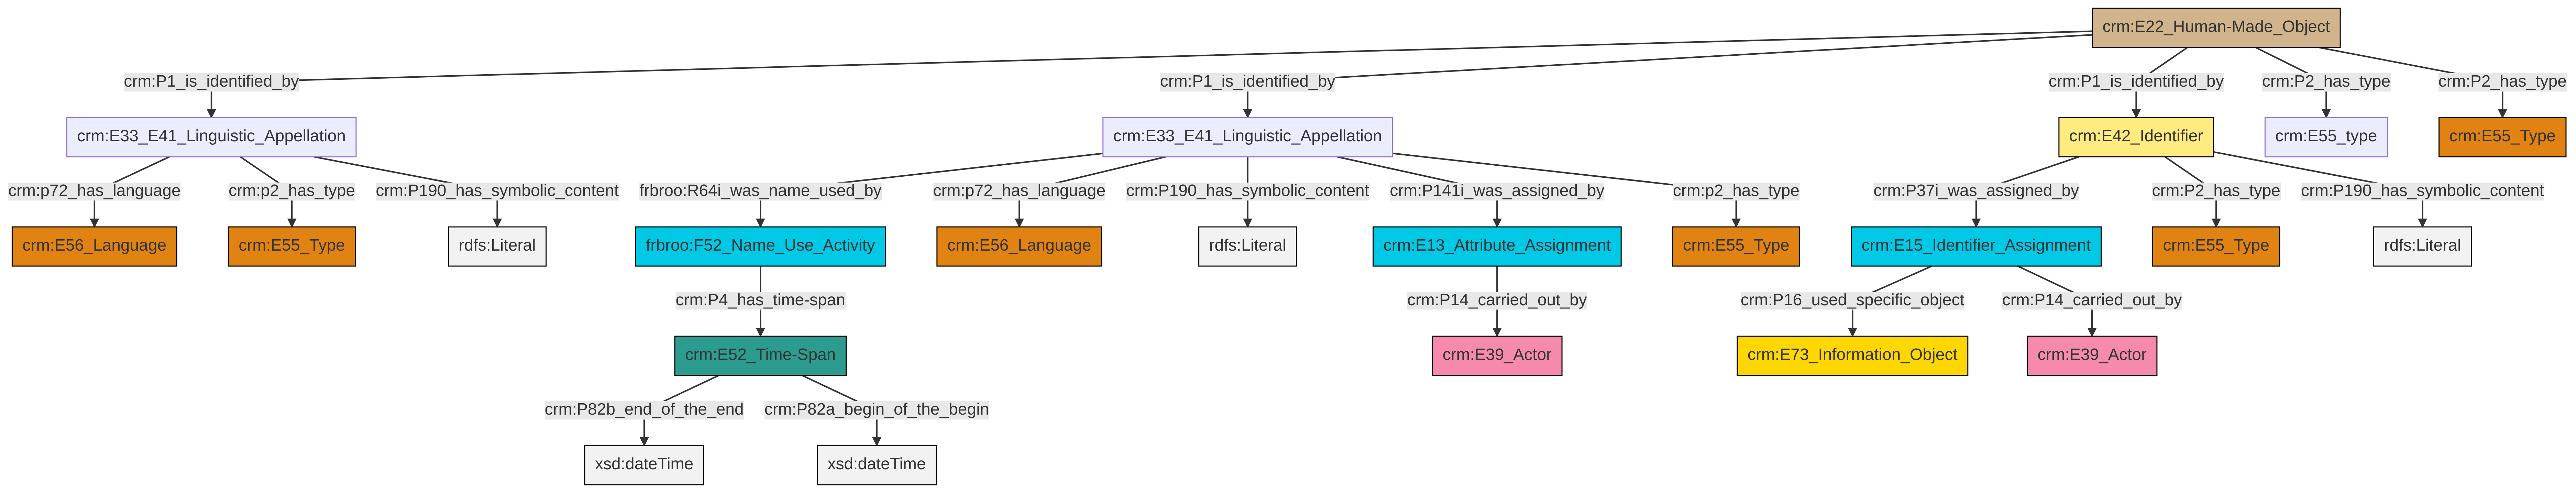 crm:E22_Human-Made_Object
crm:P1_is_identified_by
crm:P1_is_identified_by
crm:P1_is_identified_by
crm:P2_has_type
crm:P2_has_type
crm:E33_E41_Linguistic_Appellation
crm:E33_E41_Linguistic_Appellation
crm:E42_Identifier
crm:E55_type
crm:E55_Type
crm:p72_has_language
crm:p2_has_type
crm:P190_has_symbolic_content
frbroo:R64i_was_name_used_by
crm:p72_has_language
crm:P190_has_symbolic_content
crm:P141i_was_assigned_by
crm:p2_has_type
crm:P37i_was_assigned_by
crm:P2_has_type
crm:P190_has_symbolic_content
crm:E56_Language
crm:E55_Type
rdfs:Literal
frbroo:F52_Name_Use_Activity
crm:E56_Language
rdfs:Literal
crm:E13_Attribute_Assignment
crm:E55_Type
crm:E15_Identifier_Assignment
crm:E55_Type
rdfs:Literal
crm:P4_has_time-span
crm:P14_carried_out_by
crm:P16_used_specific_object
crm:P14_carried_out_by
crm:E52_Time-Span
crm:E39_Actor
crm:E73_Information_Object
crm:E39_Actor
crm:P82b_end_of_the_end
crm:P82a_begin_of_the_begin
xsd:dateTime
xsd:dateTime